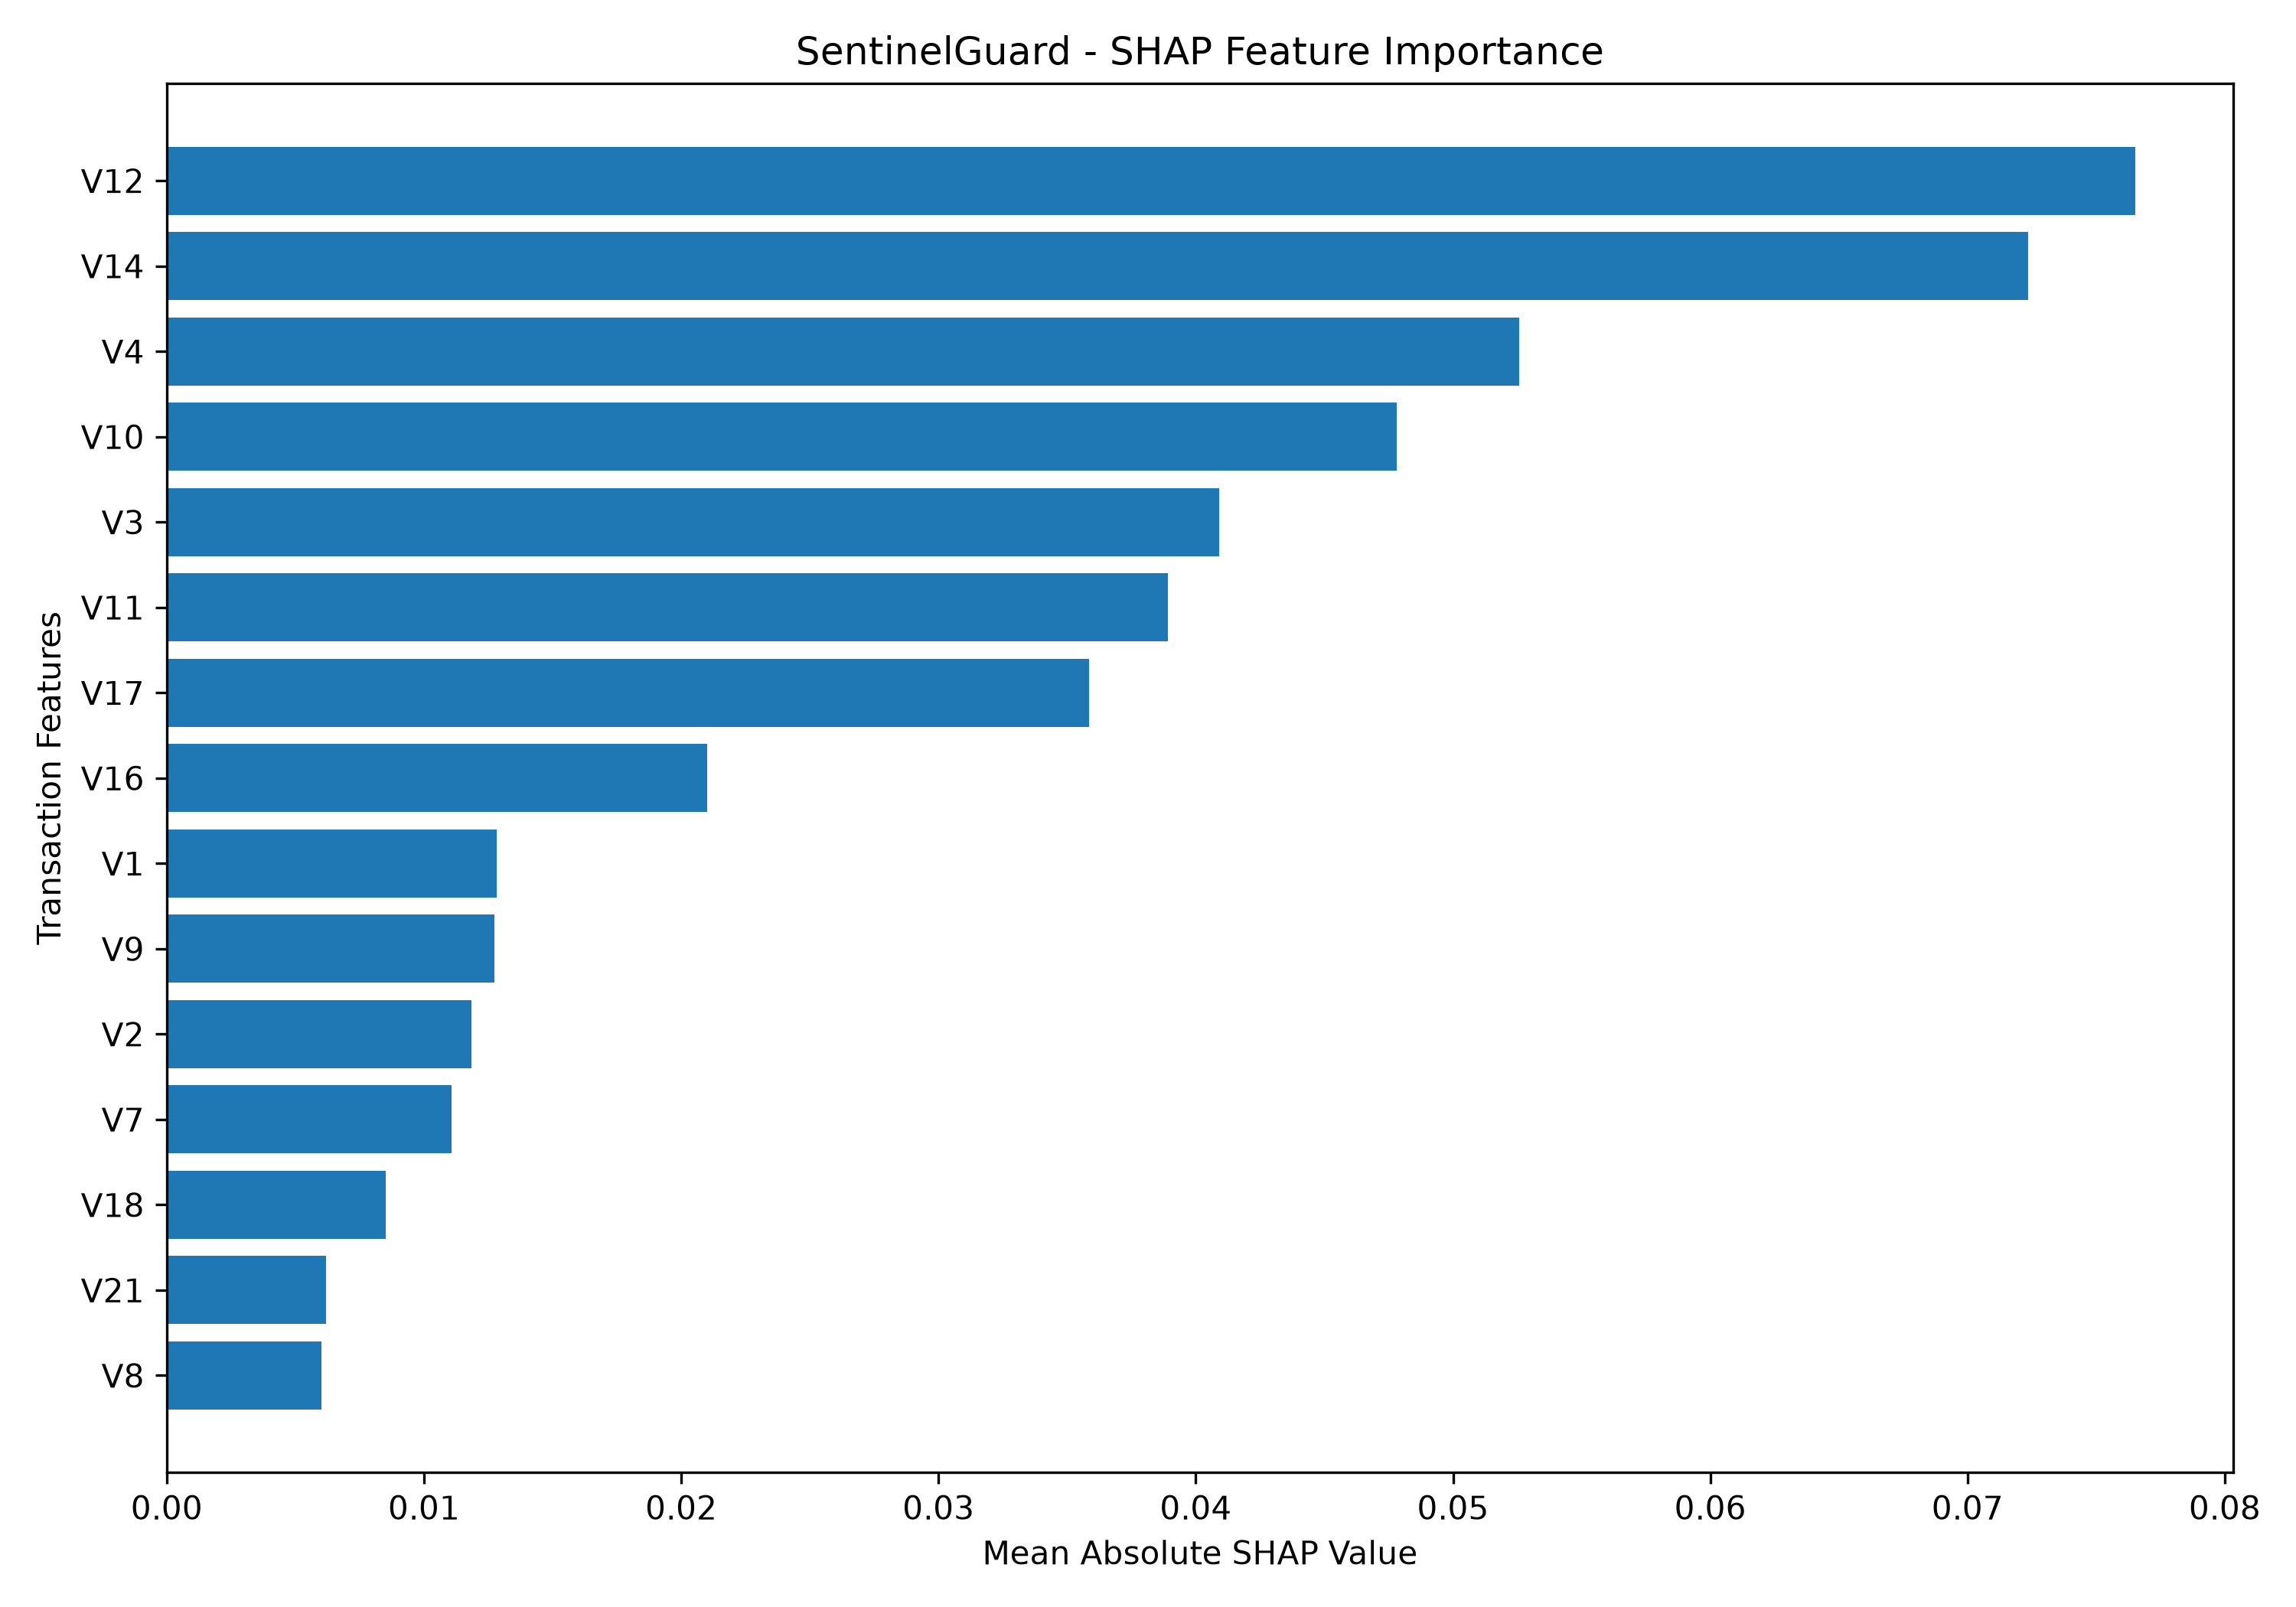 SentinelGuard - SHAP Feature Importance
Transaction Features
V12
V14
V4
V10
V3
V11
V17
V16
V1
V9
V2
V7
V18
V21
V8
0.00 0.01 0.02 0.03 0.04 0.05 0.06 0.07 0.08
Mean Absolute SHAP Value